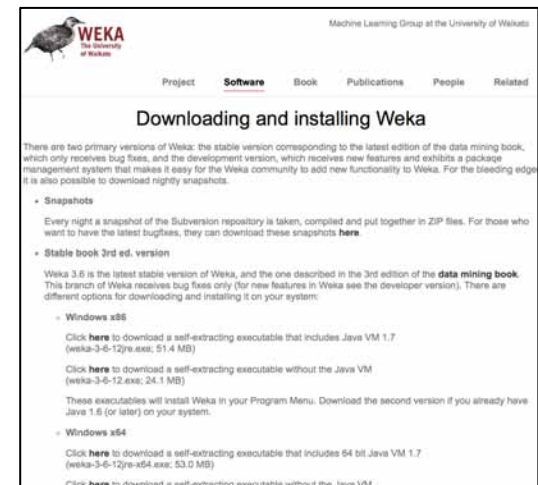 WEKA
The University
of Waikato
Machine Learning Group at the University of Waikato
Project Software Book Publications People Related
Downloading and installing Weka
There are two primary versions of Weka: the stable version corresponding to the latest edition of the data mining book,
which only receives bug fixes, and the development version, which receives new features and exhibits a package
management system that makes it easy for the Weka community to add new functionality to Weka. For the bleeding edge
it is also possible to download nightly snapshots.
• Snapshots
Every night a snapshot of the Subversion repository is taken, compiled and put together in ZIP files. For those who
want to have the latest bugfixes, they can download these snapshots here.
• Stable book 3rd ed. version
Weka 3.6 is the latest stable version of Weka, and the one described in the 3rd edition of the data mining book.
This branch of Weka receives bug fixes only (for new features in Weka see the developer version). There are
different options for downloading and installing it on your system:
○ Windows x86
Click here to download a self-extracting executable that includes Java VM 1.7
(weka-3-6-12jre.exe; 51.4 MB)
Click here to download a self-extracting executable without the Java VM
(weka-3-6-12.exe; 24.1 MB)
These executables will install Weka in your Program Menu. Download the second version if you already have
Java 1.6 (or later) on your system.
○ Windows x64
Click here to download a self-extracting executable that includes 64 bit Java VM 1.7
(weka-3-6-12jre-x64.exe; 53.0 MB)
Click here to download a self-extracting executable without the Java VM